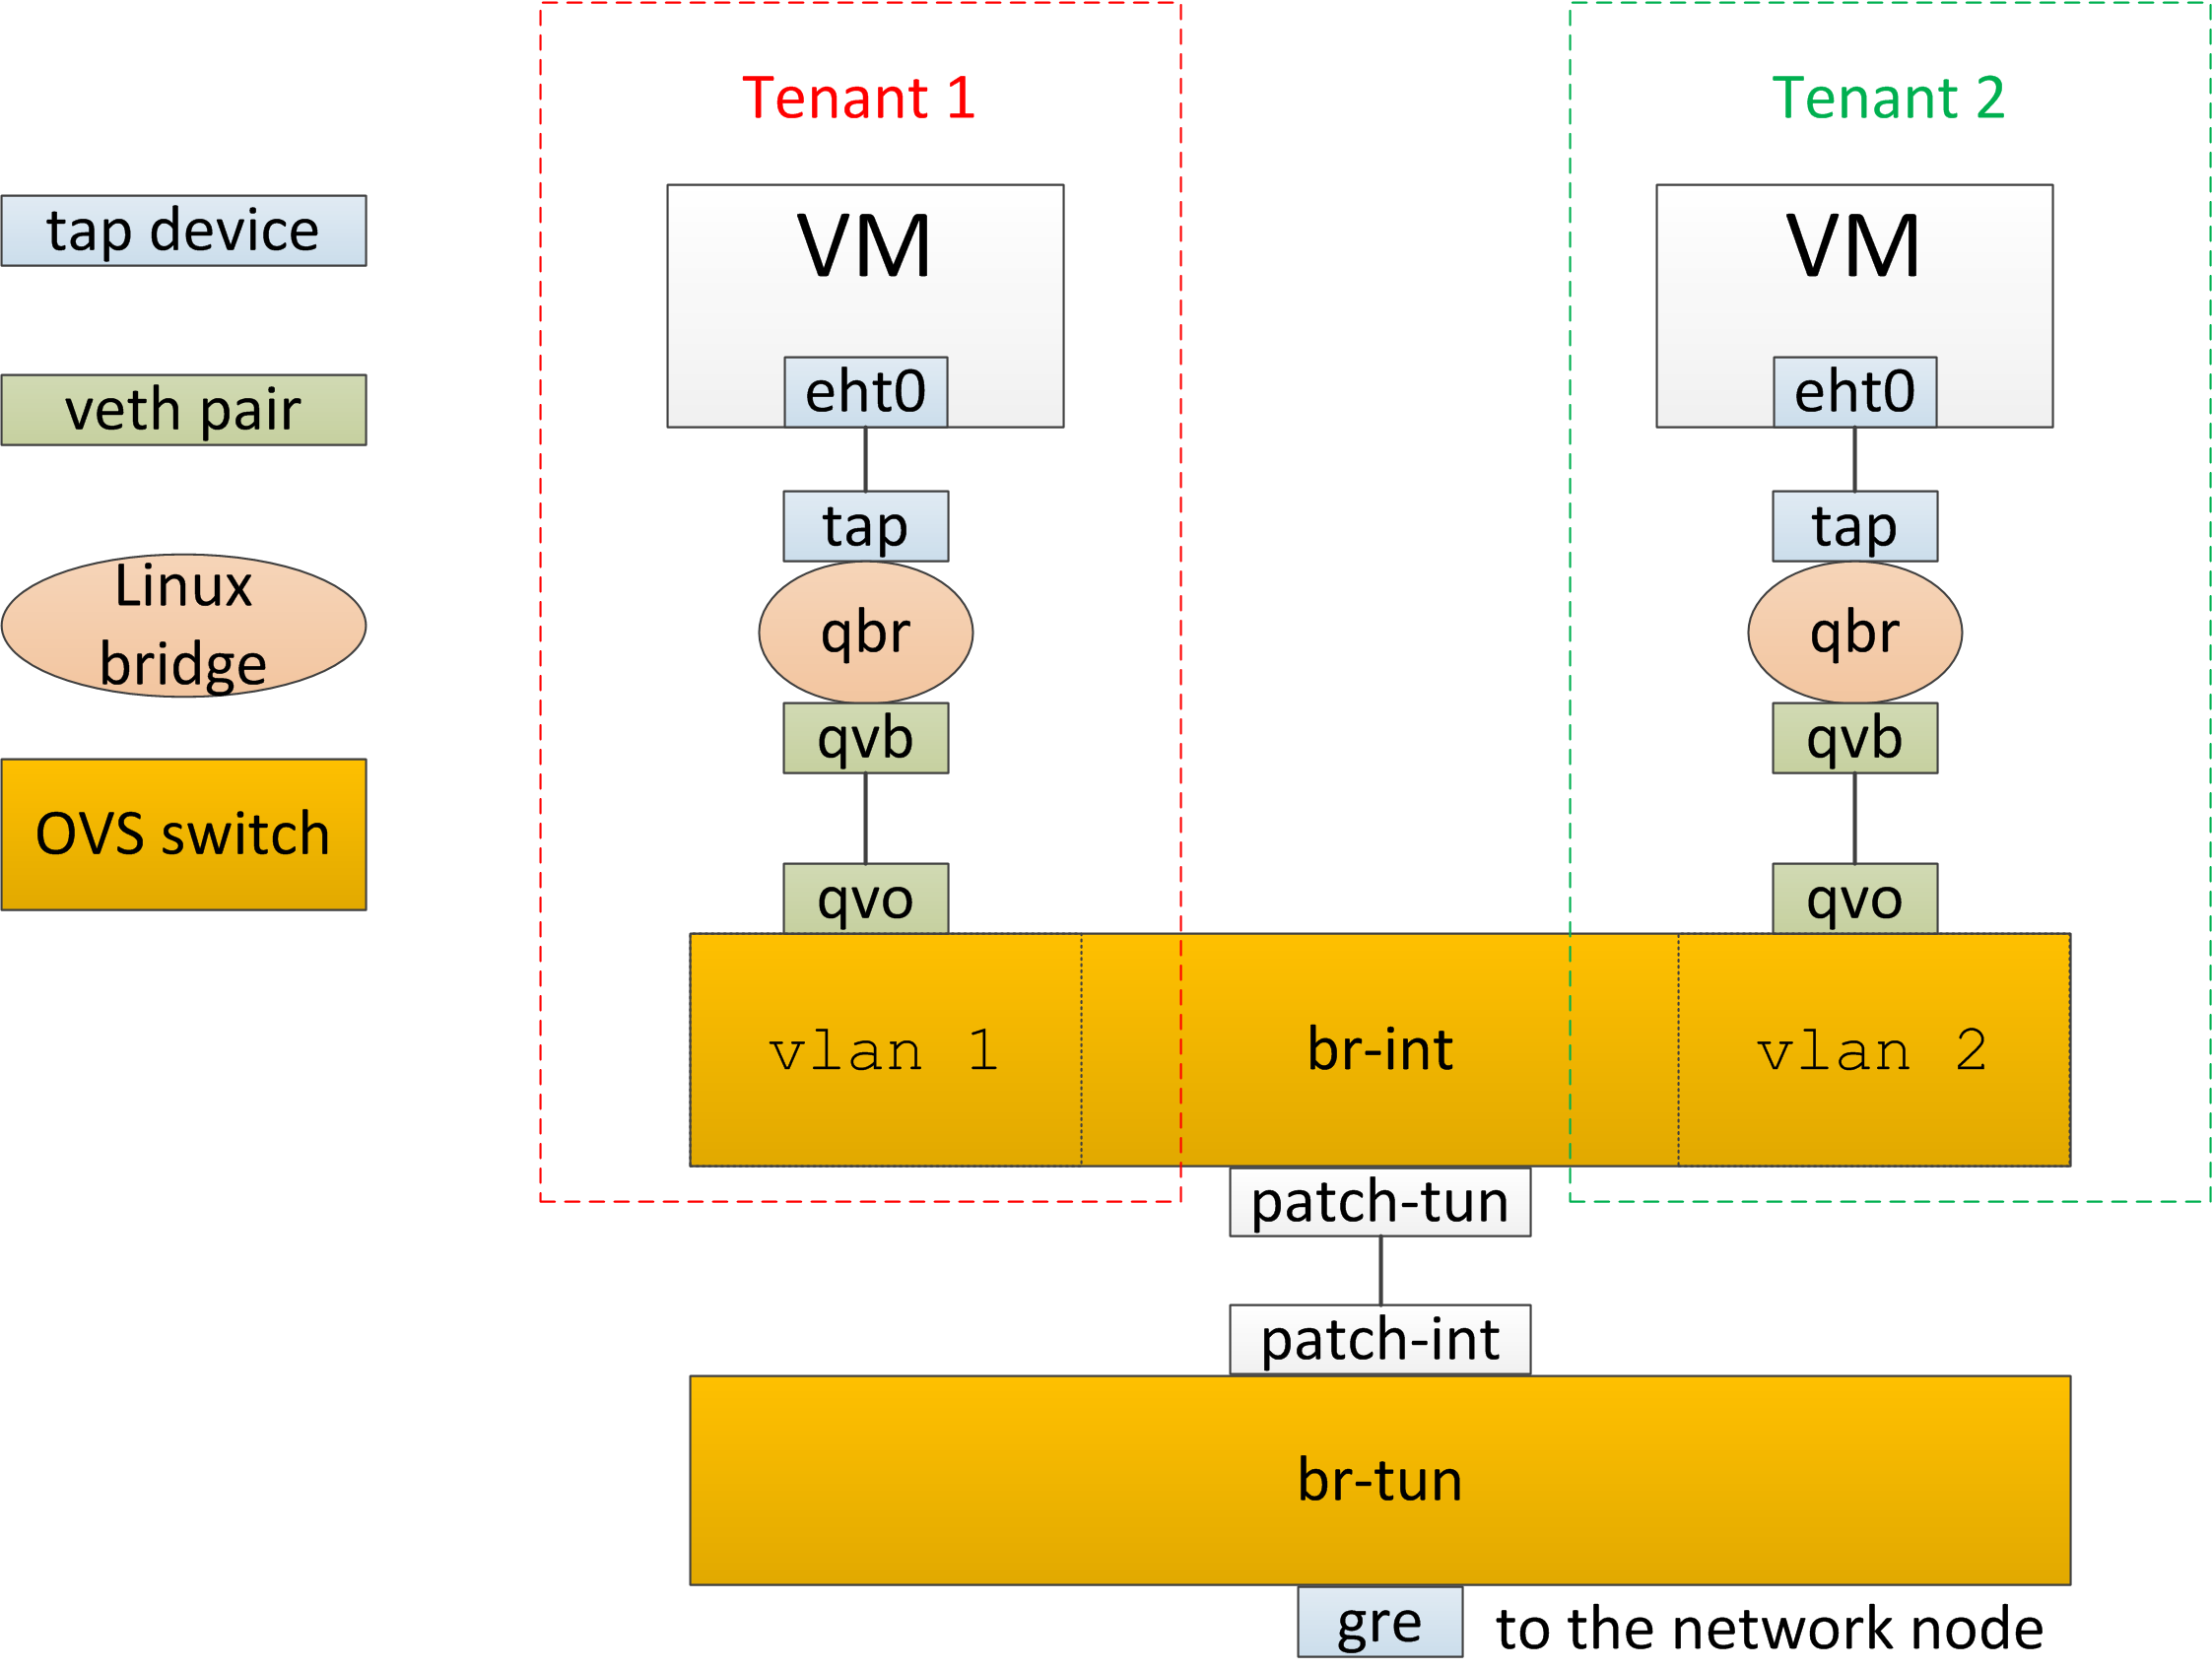 Tenant 1
Tenant 2
tap device
veth pair
Linux
bridge
OVS switch
VM
eht0
tap
qbr
qvb
qvo
VM
eht0
tap
qbr
qvb
qvo
vlan 1
br-int
vlan 2
patch-tun
patch-int
br-tun
gre
to the network node